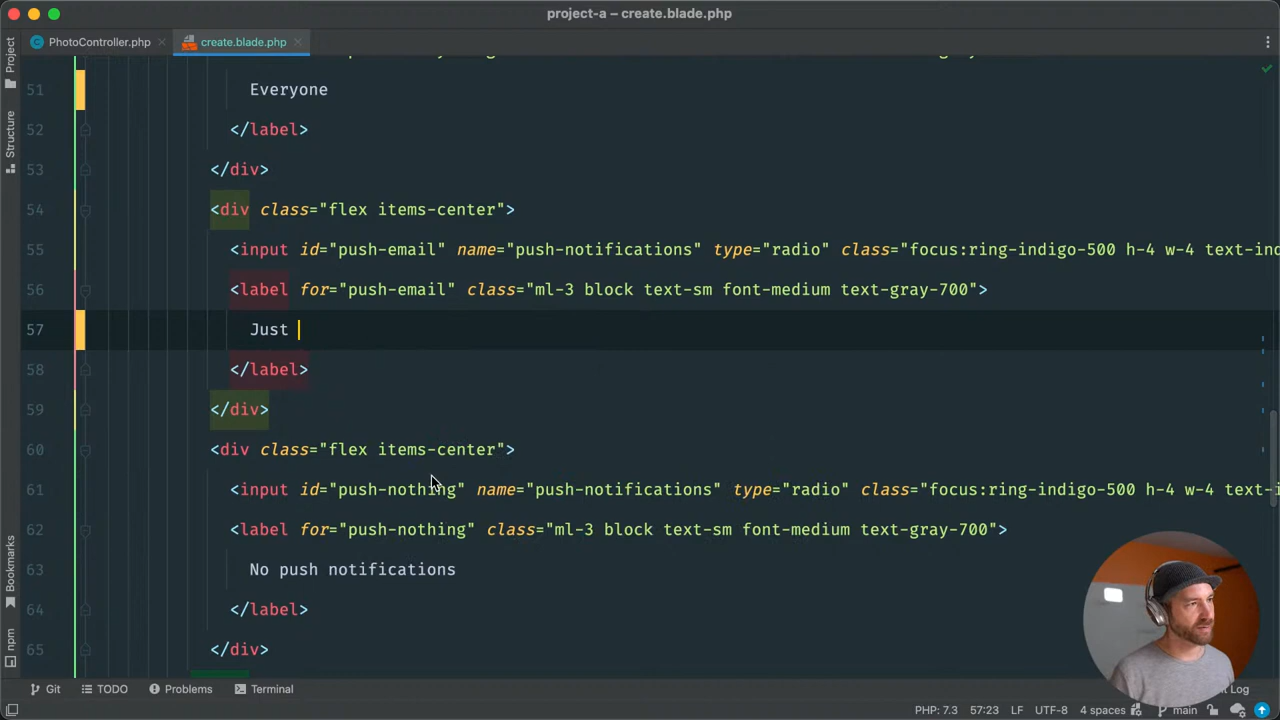 project-a – create.blade.php
PhotoController.php
create.blade.php
Project
Structure
Bookmarks
npm
51 Everyone
52 </label>
53 </div>
54 <div class="flex items-center">
55 <input id="push-email" name="push-notifications" type="radio" class="focus:ring-indigo-500 h-4 w-4 text-ind
56 <label for="push-email" class="ml-3 block text-sm font-medium text-gray-700">
57 Just
58 </label>
59 </div>
60 <div class="flex items-center">
61 <input id="push-nothing" name="push-notifications" type="radio" class="focus:ring-indigo-500 h-4 w-4 text-i
62 <label for="push-nothing" class="ml-3 block text-sm font-medium text-gray-700">
63 No push notifications
64 </label>
65 </div>
Git TODO Problems Terminal Log
PHP: 7.3 57:23 LF UTF-8 4 spaces main